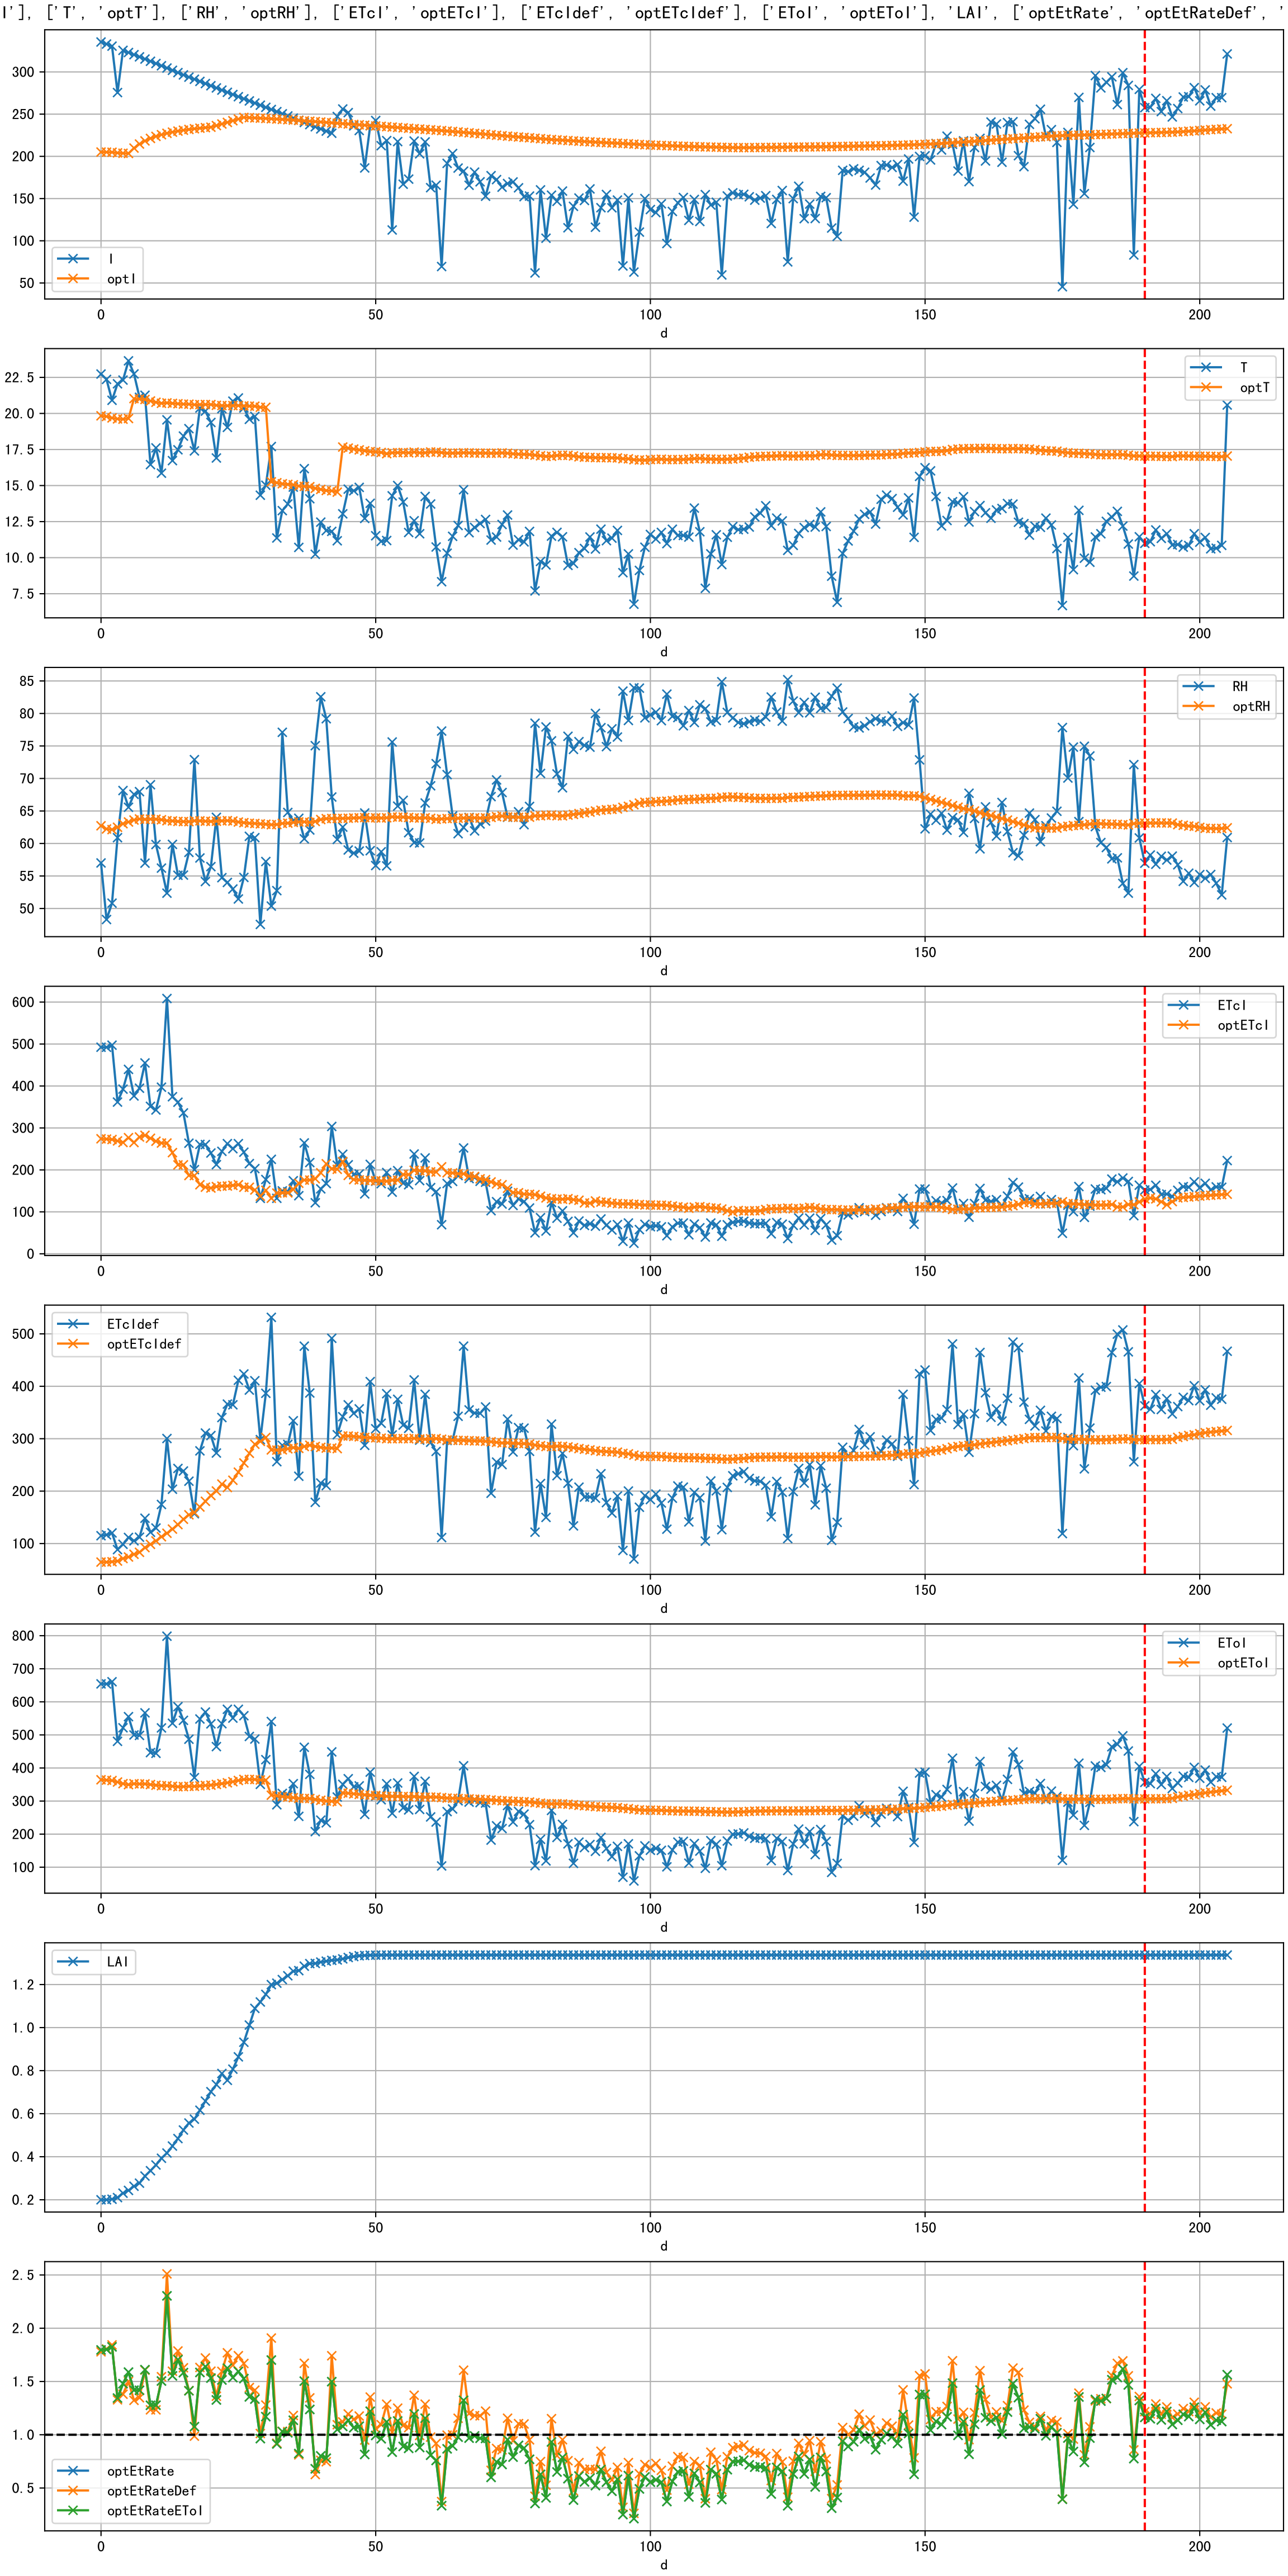 I'], ['T', 'optT'], ['RH', 'optRH'], ['ETcI', 'optETcI'], ['ETcIdef', 'optETcIdef'], ['EToI', 'optEToI'], 'LAI', ['optEtRate', 'optEtRateDef', '
300
250
200
150
100
50
I
optI
0 50 100 150 200
d
22.5
20.0
17.5
15.0
12.5
10.0
7.5
T
optT
0 50 100 150 200
d
85
80
75
70
65
60
55
50
RH
optRH
0 50 100 150 200
d
600
500
400
300
200
100
0
ETcI
optETcI
0 50 100 150 200
d
500
400
300
200
100
ETcIdef
optETcIdef
0 50 100 150 200
d
800
700
600
500
400
300
200
100
EToI
optEToI
0 50 100 150 200
d
1.2
1.0
0.8
0.6
0.4
0.2
LAI
0 50 100 150 200
d
2.5
2.0
1.5
1.0
0.5
optEtRate
optEtRateDef
optEtRateEToI
0 50 100 150 200
d